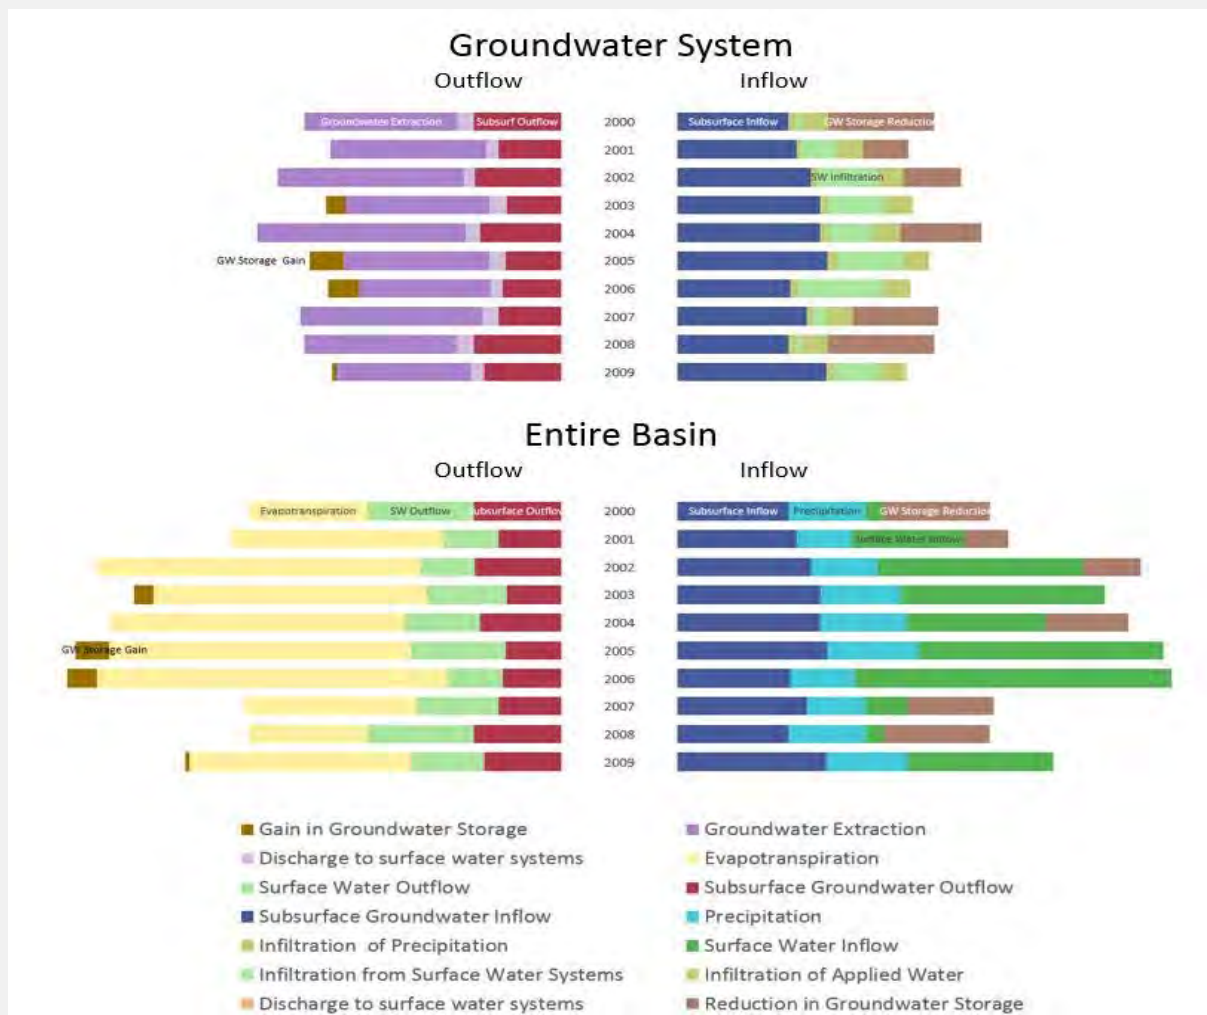 Groundwater System
Outflow Inflow
Groundwater Extraction Subsurf Outflow 2000 Subsurface Inflow GW Storage Reduction
2001
2002 SW Infiltration
2003
2004
GW Storage Gain 2005
2006
2007
2008
2009
Entire Basin
Outflow Inflow
Evapotranspiration SW Outflow Subsurface Outflow 2000 Subsurface Inflow Precipitation GW Storage Reduction
2001 Surface Water Inflow
2002
2003
2004
GW Storage Gain 2005
2006
2007
2008
2009
Gain in Groundwater Storage Groundwater Extraction
Discharge to surface water systems Evapotranspiration
Surface Water Outflow Subsurface Groundwater Outflow
Subsurface Groundwater Inflow Precipitation
Infiltration of Precipitation Surface Water Inflow
Infiltration from Surface Water Systems Infiltration of Applied Water
Discharge to surface water systems Reduction in Groundwater Storage